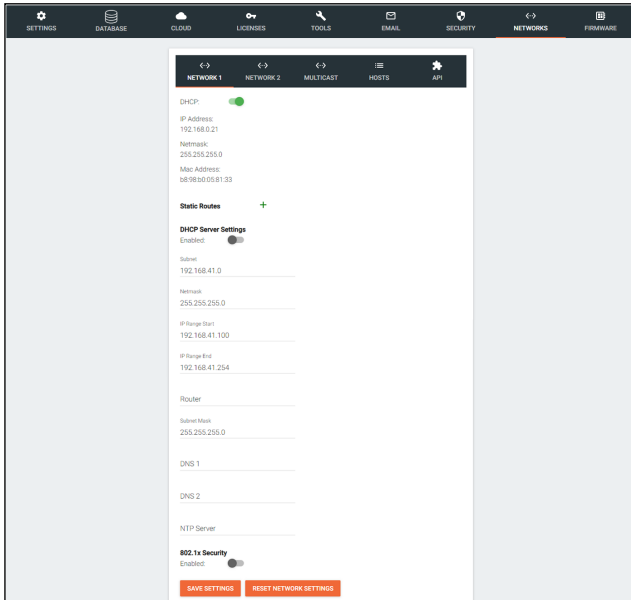 SETTINGS DATABASE CLOUD LICENSES TOOLS EMAIL SECURITY NETWORKS FIRMWARE
NETWORK 1 NETWORK 2 MULTICAST HOSTS API
DHCP:
IP Address:
192.168.0.21
Netmask:
255.255.255.0
Mac Address:
b8:98:b0:05:81:33
Static Routes +
DHCP Server Settings
Enabled:
Subnet
192.168.41.0
Netmask
255.255.255.0
IP Range Start
192.168.41.100
IP Range End
192.168.41.254
Router
Subnet Mask
255.255.255.0
DNS 1
DNS 2
NTP Server
802.1x Security
Enabled:
SAVE SETTINGS RESET NETWORK SETTINGS